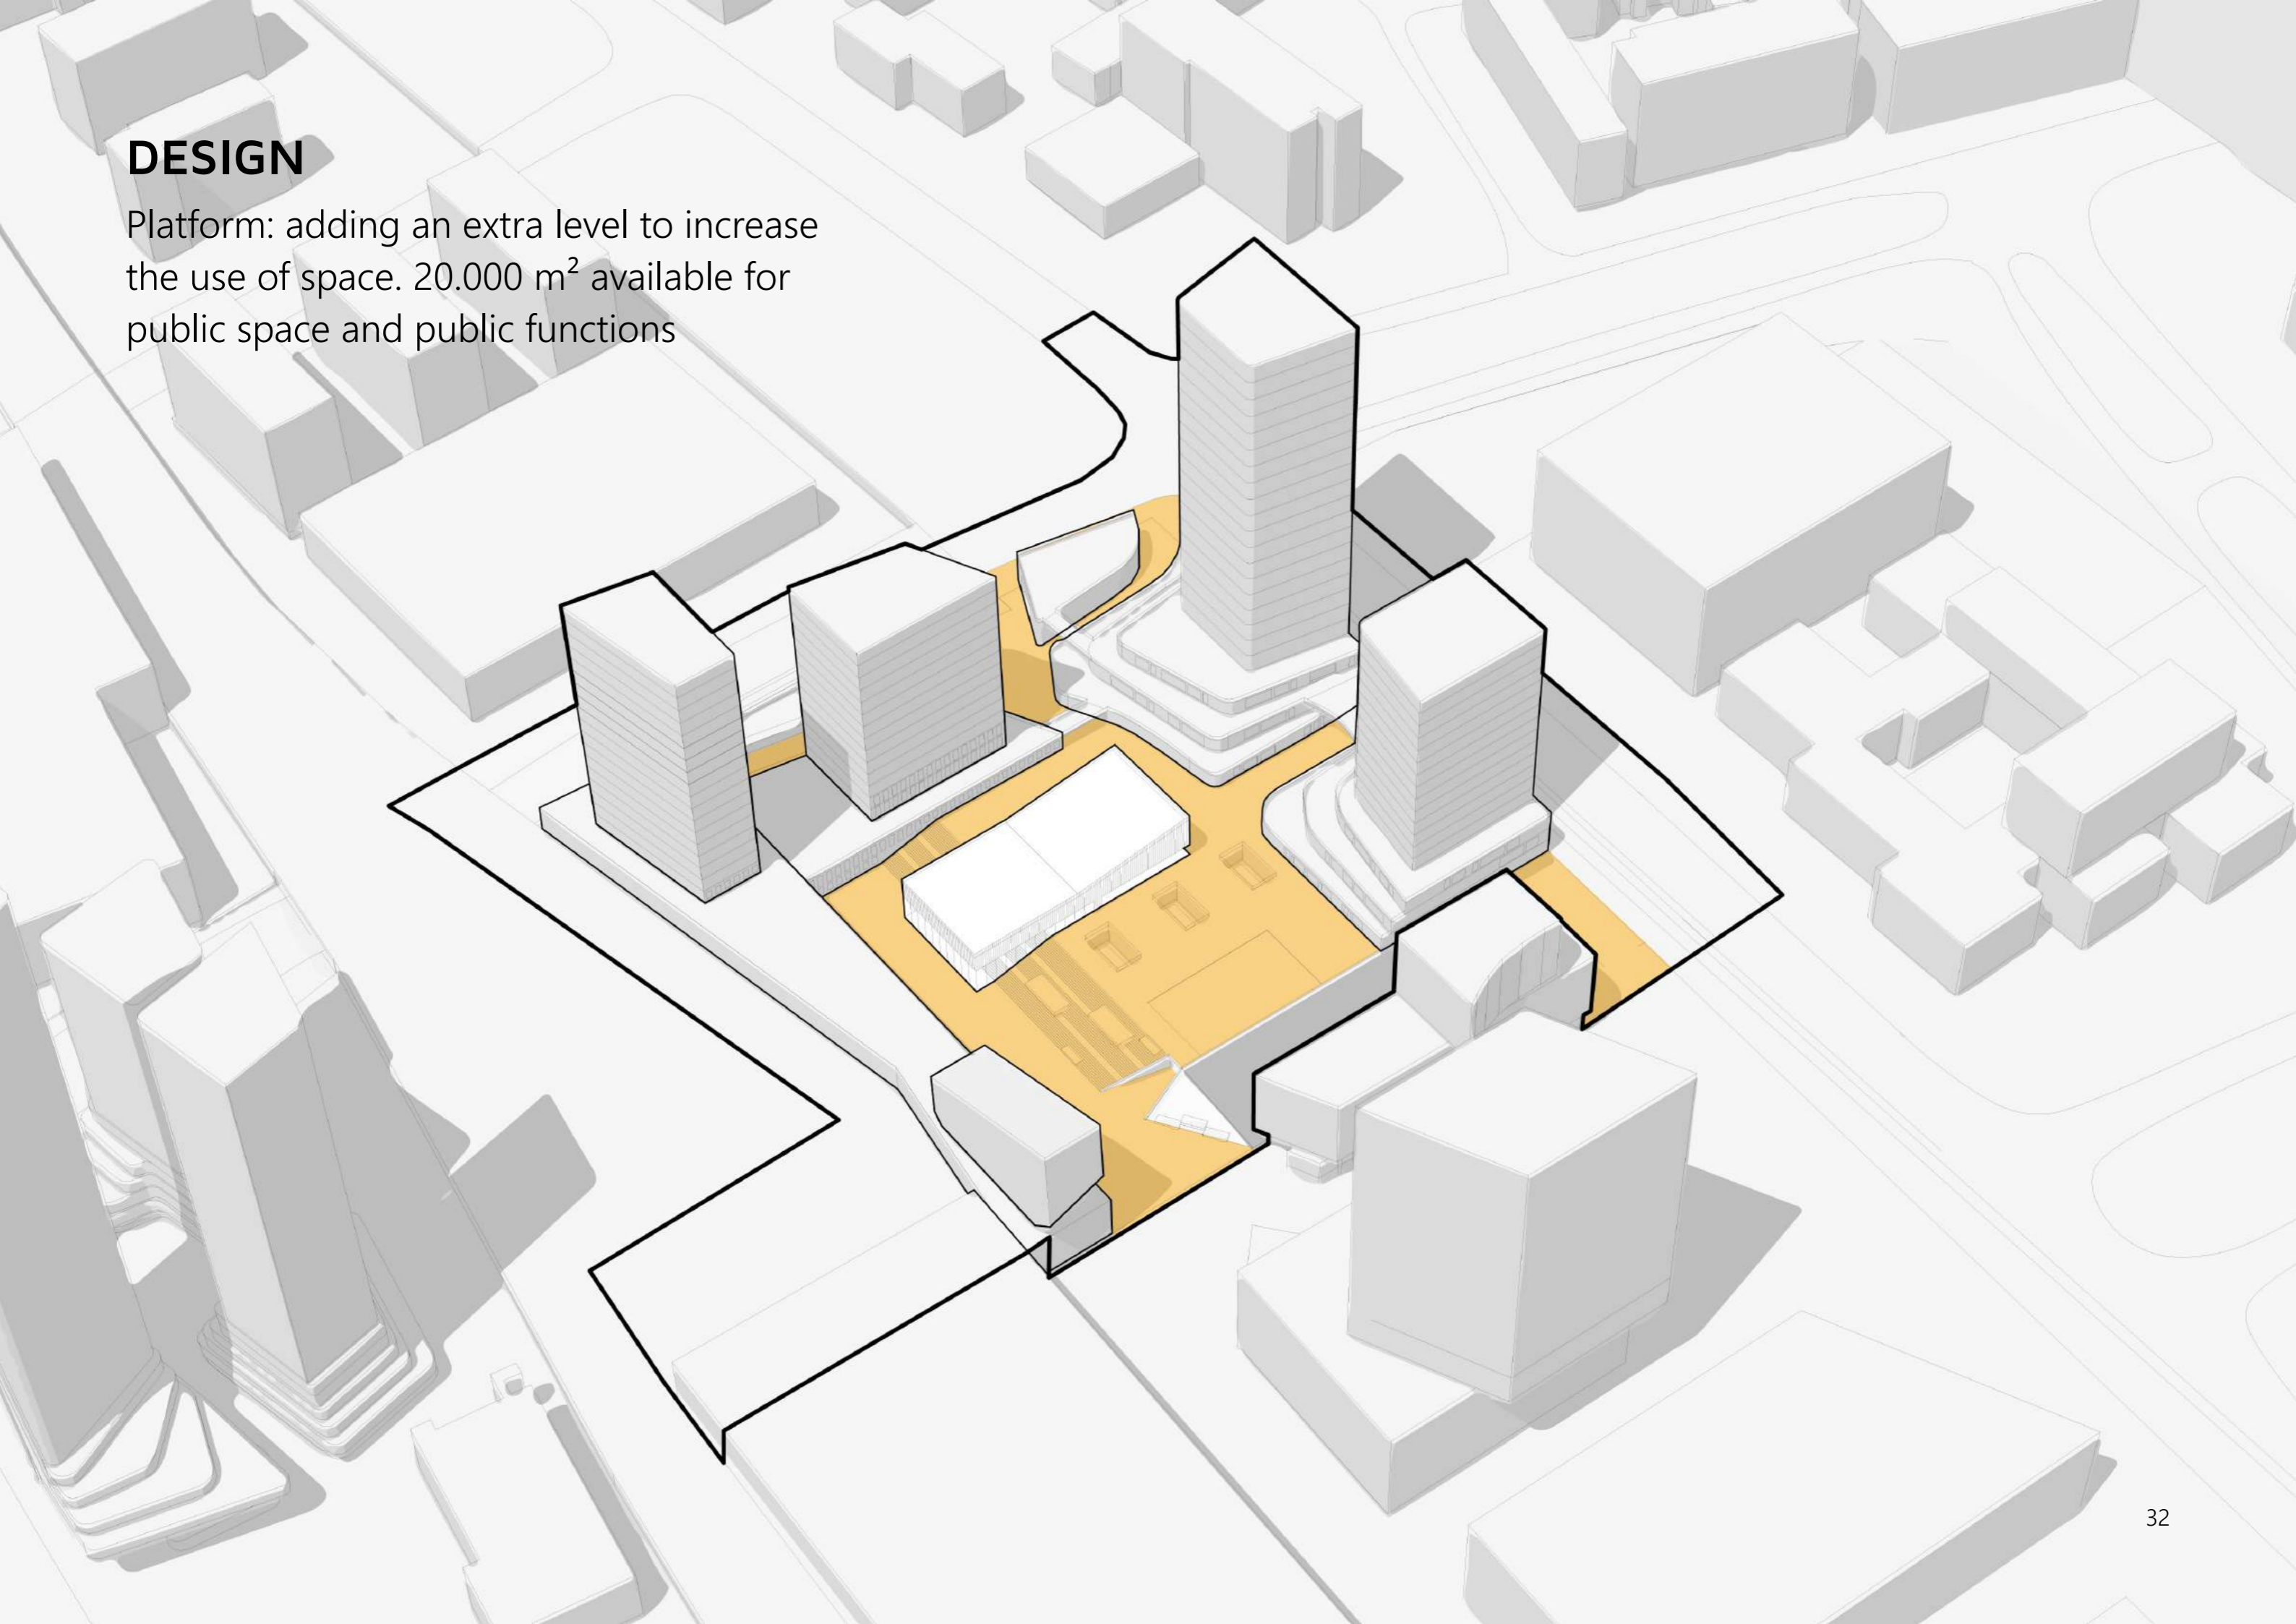 DESIGN
Platform: adding an extra level to increase
the use of space. 20.000 m² available for
public space and public functions
32